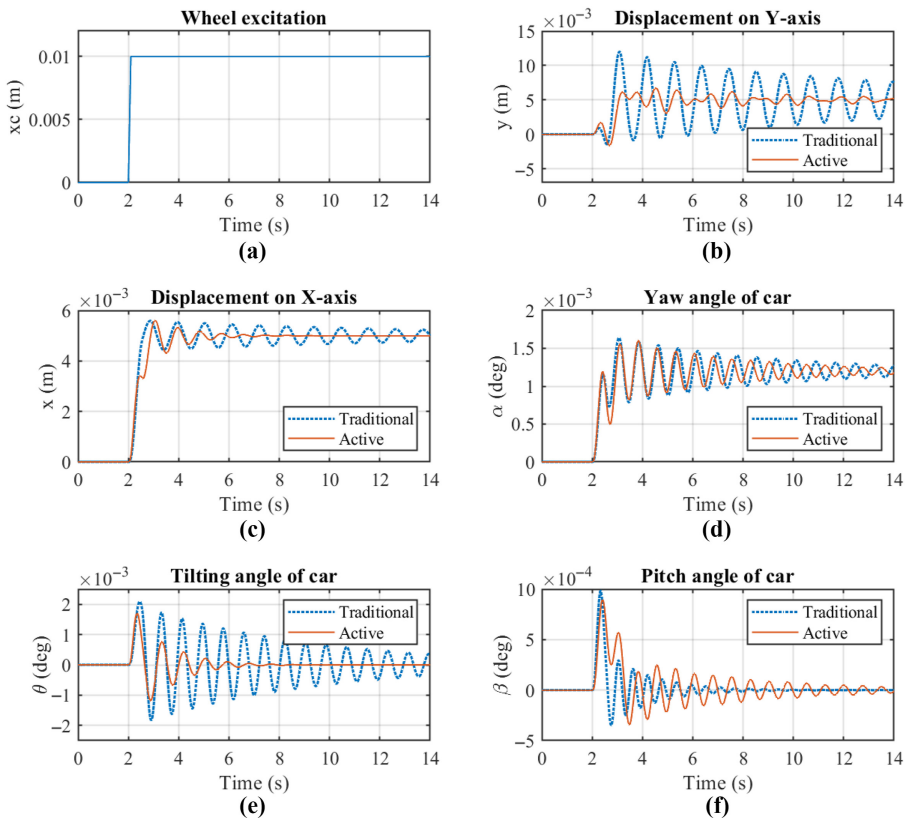 Wheel excitation
0.01
0.005
0
xc (m)
0 2 4 6 8 10 12 14
Time (s)
(a)
Displacement on Y-axis
×10⁻³
15
10
5
0
−5
y (m)
Traditional
Active
0 2 4 6 8 10 12 14
Time (s)
(b)
Displacement on X-axis
×10⁻³
6
4
2
0
x (m)
Traditional
Active
0 2 4 6 8 10 12 14
Time (s)
(c)
Yaw angle of car
×10⁻³
2
1.5
1
0.5
0
α (deg)
Traditional
Active
0 2 4 6 8 10 12 14
Time (s)
(d)
Tilting angle of car
×10⁻³
2
1
0
−1
−2
θ (deg)
Traditional
Active
0 2 4 6 8 10 12 14
Time (s)
(e)
Pitch angle of car
×10⁻⁴
10
5
0
−5
β (deg)
Traditional
Active
0 2 4 6 8 10 12 14
Time (s)
(f)